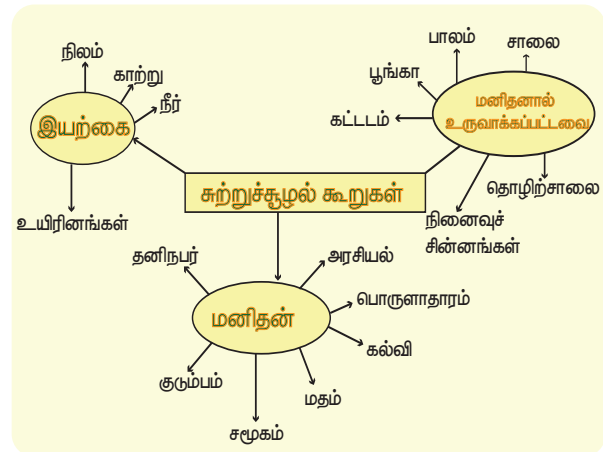 பாலம்
சாலை
நிலம்
காற்று
பூங்கா
நீர்
மனிதனால்
உருவாக்கப்பட்டவை
இயற்கை
கட்டடம்
தொழிற்சாலை
சுற்றுச்சூழல் கூறுகள்
உயிரினங்கள்
நினைவுச்
சின்னங்கள்
தனிநபர்
அரசியல்
பொருளாதாரம்
மனிதன்
கல்வி
குடும்பம்
மதம்
சமூகம்